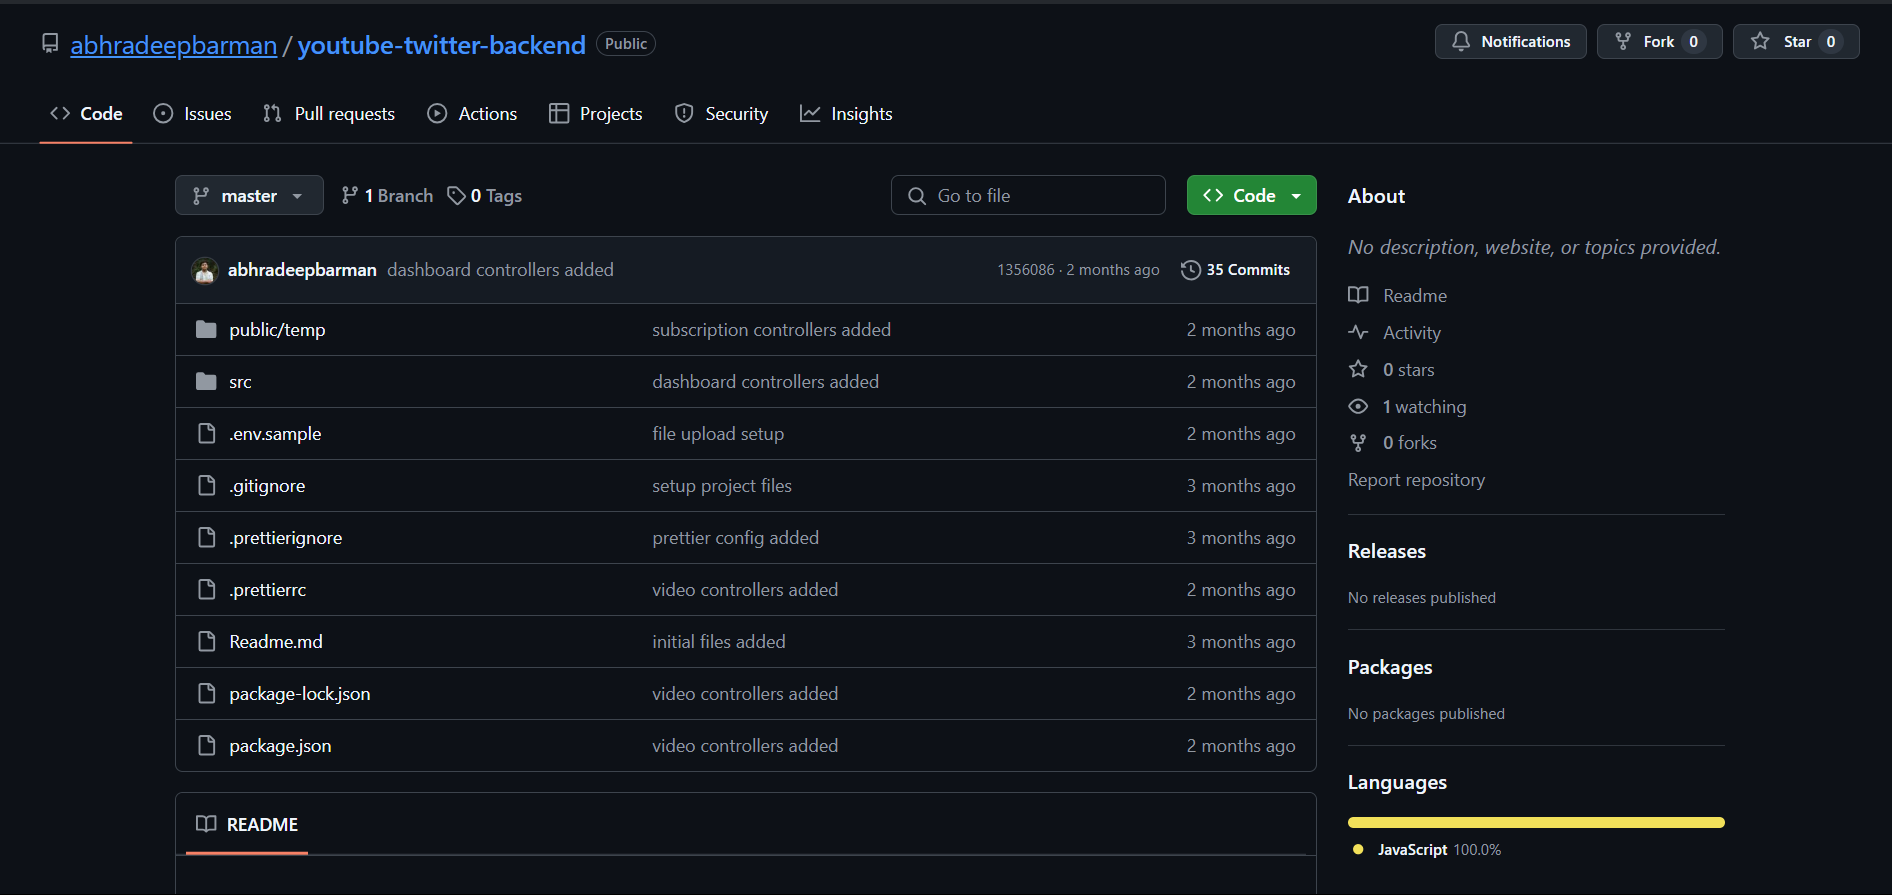 abhradeepbarman / youtube-twitter-backend Public
Notifications Fork 0 Star 0
Code Issues Pull requests Actions Projects Security Insights
master 1 Branch 0 Tags Go to file Code
abhradeepbarman dashboard controllers added 1356086 · 2 months ago 35 Commits
public/temp subscription controllers added 2 months ago
src dashboard controllers added 2 months ago
.env.sample file upload setup 2 months ago
.gitignore setup project files 3 months ago
.prettierignore prettier config added 3 months ago
.prettierrc video controllers added 2 months ago
Readme.md initial files added 3 months ago
package-lock.json video controllers added 2 months ago
package.json video controllers added 2 months ago
README
About
No description, website, or topics provided.
Readme
Activity
0 stars
1 watching
0 forks
Report repository
Releases
No releases published
Packages
No packages published
Languages
JavaScript 100.0%